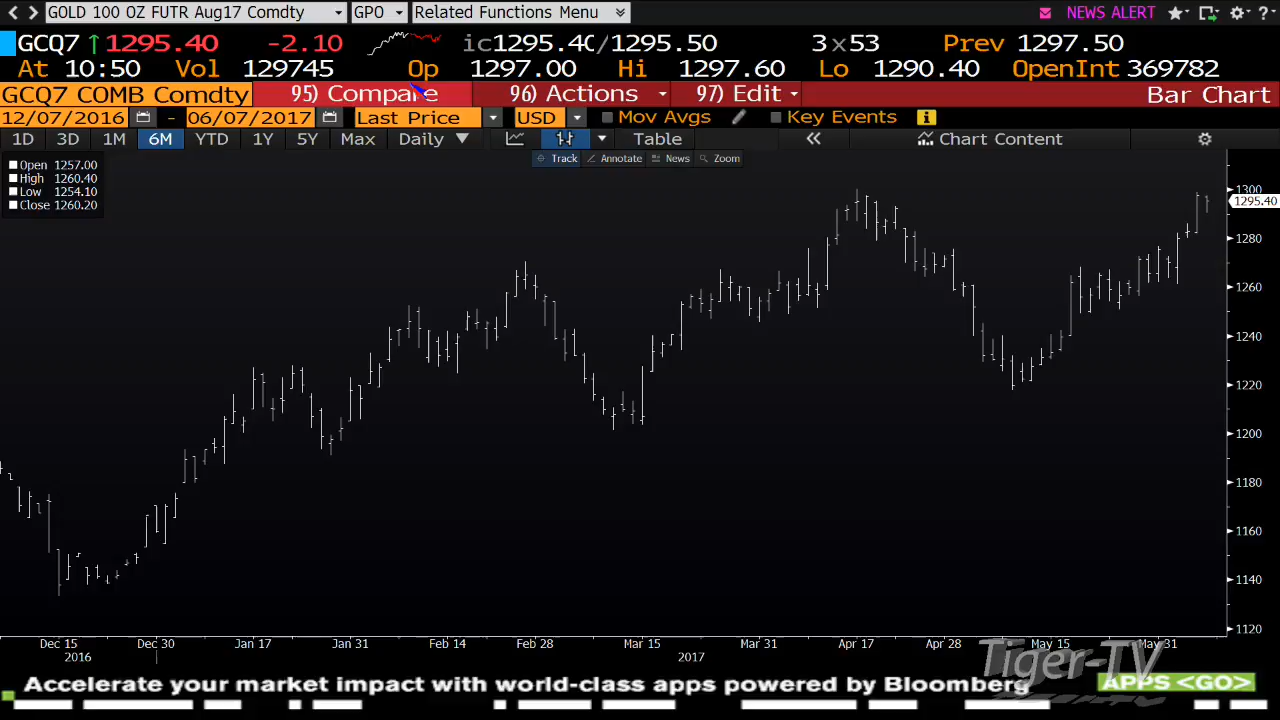 GOLD 100 OZ FUTR Aug17 Comdty GPO Related Functions Menu NEWS ALERT ?
GCQ7 ↑1295.40 -2.10 ic1295.40/1295.50 3x53 Prev 1297.50
At 10:50 Vol 129745 Op 1297.00 Hi 1297.60 Lo 1290.40 OpenInt 369782
GCQ7 COMB Comdty 95) Compare 96) Actions 97) Edit Bar Chart
12/07/2016 - 06/07/2017 Last Price USD Mov Avgs Key Events i
1D 3D 1M 6M YTD 1Y 5Y Max Daily ▼ Table « Chart Content
Track Annotate News Zoom
Open 1257.00
High 1260.40
Low 1254.10
Close 1260.20
1300
1295.40
1280
1260
1240
1220
1200
1180
1160
1140
1120
Dec 15 Dec 30 Jan 17 Jan 31 Feb 14 Feb 28 Mar 15 Mar 31 Apr 17 Apr 28 May 15 May 31
2016 2017
Tiger-TV
Accelerate your market impact with world-class apps powered by Bloomberg APPS <GO>